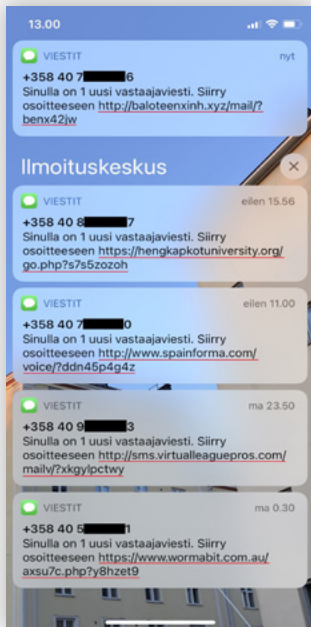 13.00
VIESTIT nyt
+358 40 7 6
Sinulla on 1 uusi vastaajaviesti. Siirry
osoitteeseen http://baloteenxinh.xyz/mail/?
benx42jw
Ilmoituskeskus
VIESTIT eilen 15.56
+358 40 8 7
Sinulla on 1 uusi vastaajaviesti. Siirry
osoitteeseen https://hengkapkotuniversity.org/
go.php?s7s5zozoh
VIESTIT eilen 11.00
+358 40 7 0
Sinulla on 1 uusi vastaajaviesti. Siirry
osoitteeseen http://www.spainforma.com/
voice/?ddn45p4g4z
VIESTIT ma 23.50
+358 40 9 3
Sinulla on 1 uusi vastaajaviesti. Siirry
osoitteeseen http://sms.virtualleaguepros.com/
mailv/?xkgylpctwy
VIESTIT ma 0.30
+358 40 5 1
Sinulla on 1 uusi vastaajaviesti. Siirry
osoitteeseen https://www.wormabit.com.au/
axsu7c.php?y8hzet9